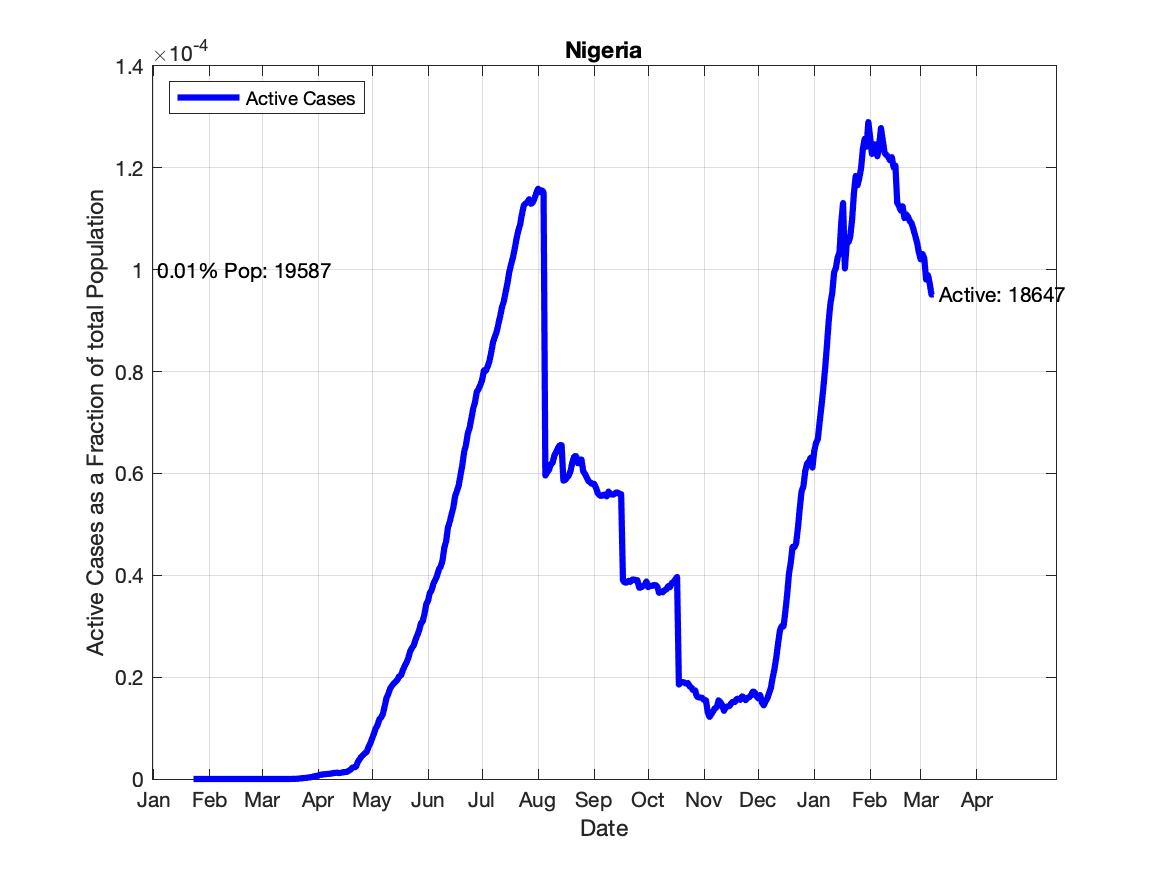 Nigeria
×10-4
1.4
1.2
1
0.8
0.6
0.4
0.2
0
Active Cases
0.01% Pop: 19587
Active: 18647
Active Cases as a Fraction of total Population
Jan Feb Mar Apr May Jun Jul Aug Sep Oct Nov Dec Jan Feb Mar Apr
Date